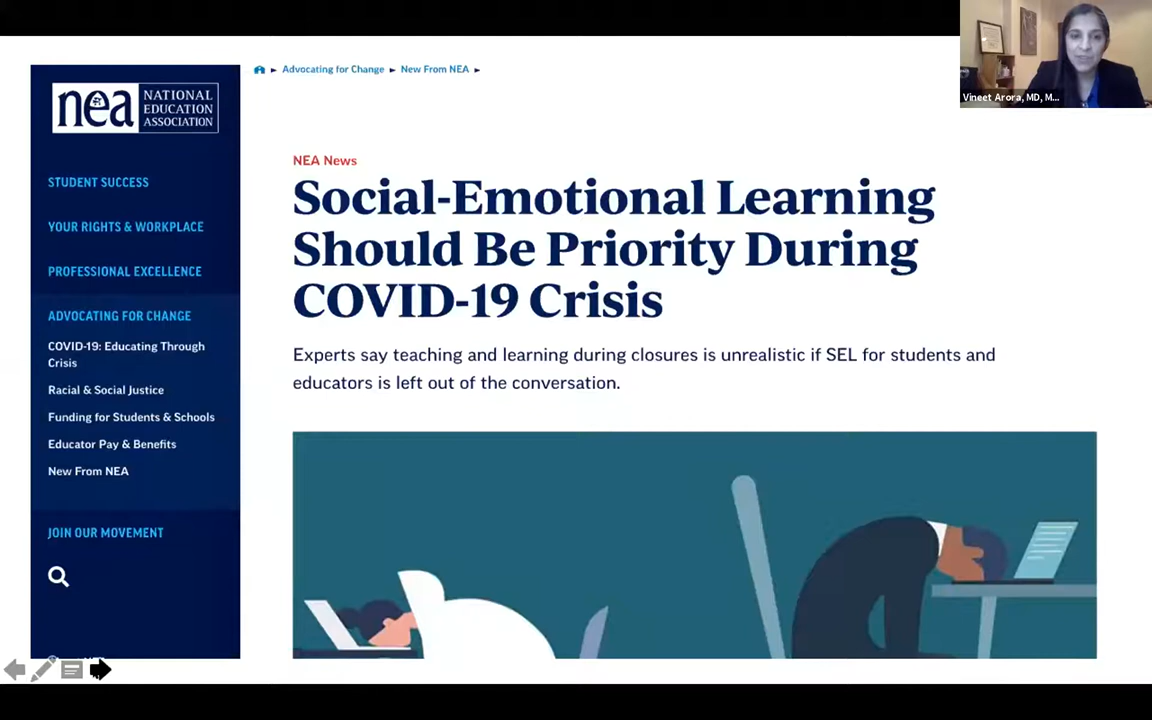 Vineet Arora, MD, M...
nea
NATIONAL
EDUCATION
ASSOCIATION
STUDENT SUCCESS
YOUR RIGHTS & WORKPLACE
PROFESSIONAL EXCELLENCE
ADVOCATING FOR CHANGE
COVID-19: Educating Through
Crisis
Racial & Social Justice
Funding for Students & Schools
Educator Pay & Benefits
New From NEA
JOIN OUR MOVEMENT
Advocating for Change
New From NEA
NEA News
Social-Emotional Learning
Should Be Priority During
COVID-19 Crisis
Experts say teaching and learning during closures is unrealistic if SEL for students and
educators is left out of the conversation.